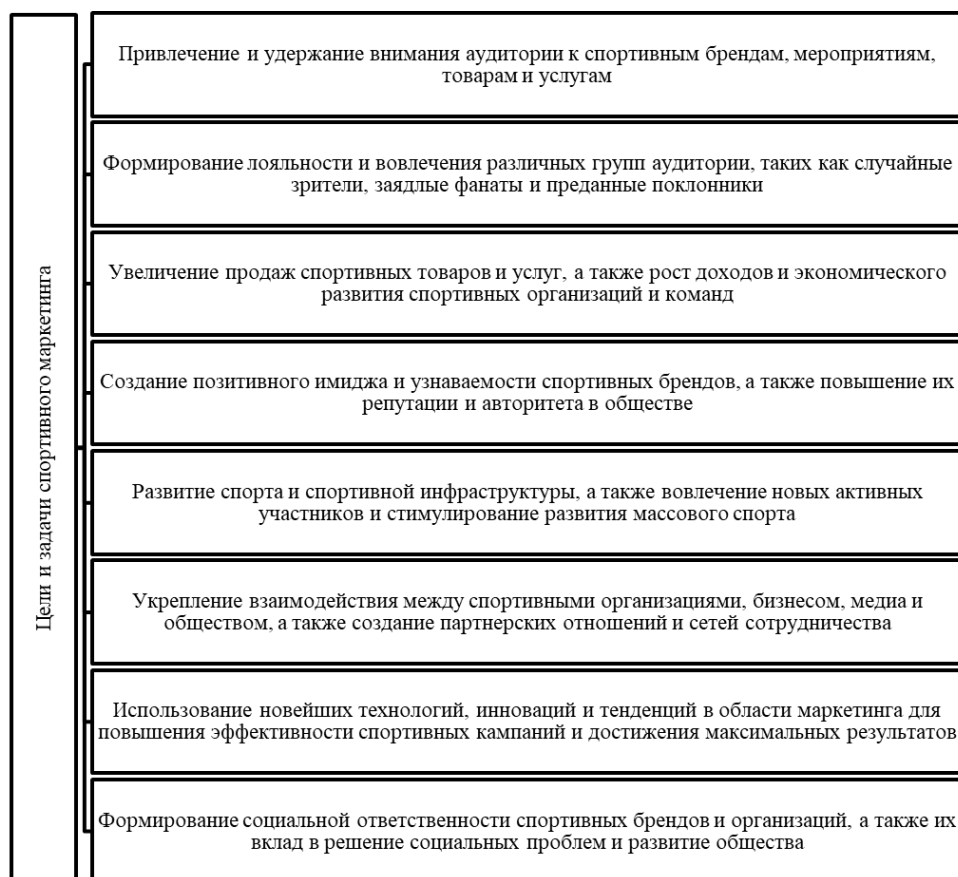 Цели и задачи спортивного маркетинга
Привлечение и удержание внимания аудитории к спортивным брендам, мероприятиям,
товарам и услугам
Формирование лояльности и вовлечения различных групп аудитории, таких как случайные
зрители, заядлые фанаты и преданные поклонники
Увеличение продаж спортивных товаров и услуг, а также рост доходов и экономического
развития спортивных организаций и команд
Создание позитивного имиджа и узнаваемости спортивных брендов, а также повышение их
репутации и авторитета в обществе
Развитие спорта и спортивной инфраструктуры, а также вовлечение новых активных
участников и стимулирование развития массового спорта
Укрепление взаимодействия между спортивными организациями, бизнесом, медиа и
обществом, а также создание партнерских отношений и сетей сотрудничества
Использование новейших технологий, инноваций и тенденций в области маркетинга для
повышения эффективности спортивных кампаний и достижения максимальных результатов
Формирование социальной ответственности спортивных брендов и организаций, а также их
вклад в решение социальных проблем и развитие общества